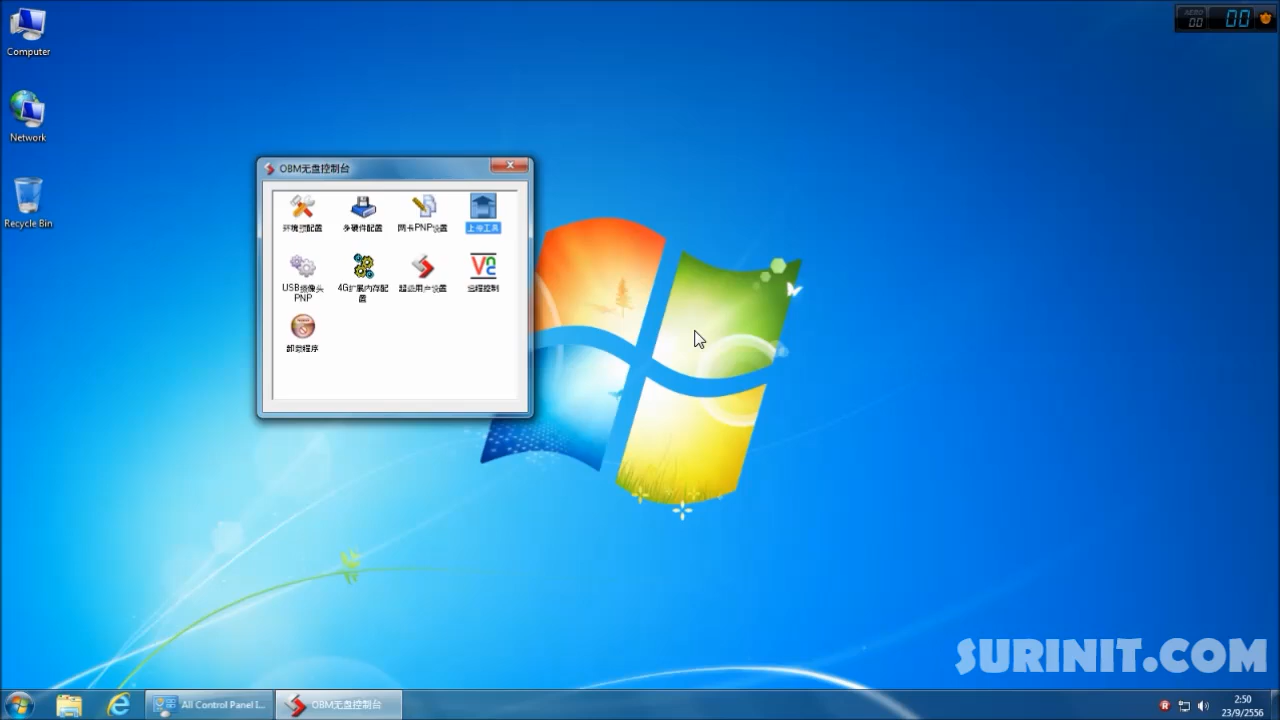 Computer
Network
Recycle Bin
AERO
00
00
OBM无盘控制台
环境预配置
多硬件配置
网卡PNP设置
上传工具
USB摄像头
PNP
4G扩展内存配
置
超级用户设置
远程控制
卸载程序
SURINIT.COM
All Control Panel I...
OBM无盘控制台
2:50
23/9/2556